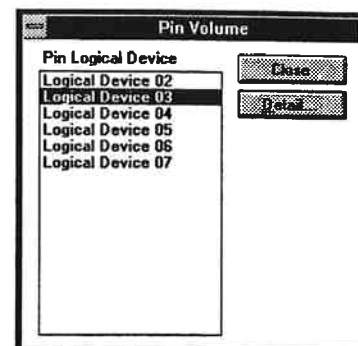 Pin Volume
Pin Logical Device
Logical Device 02
Logical Device 03
Logical Device 04
Logical Device 05
Logical Device 06
Logical Device 07
Close
Detail...